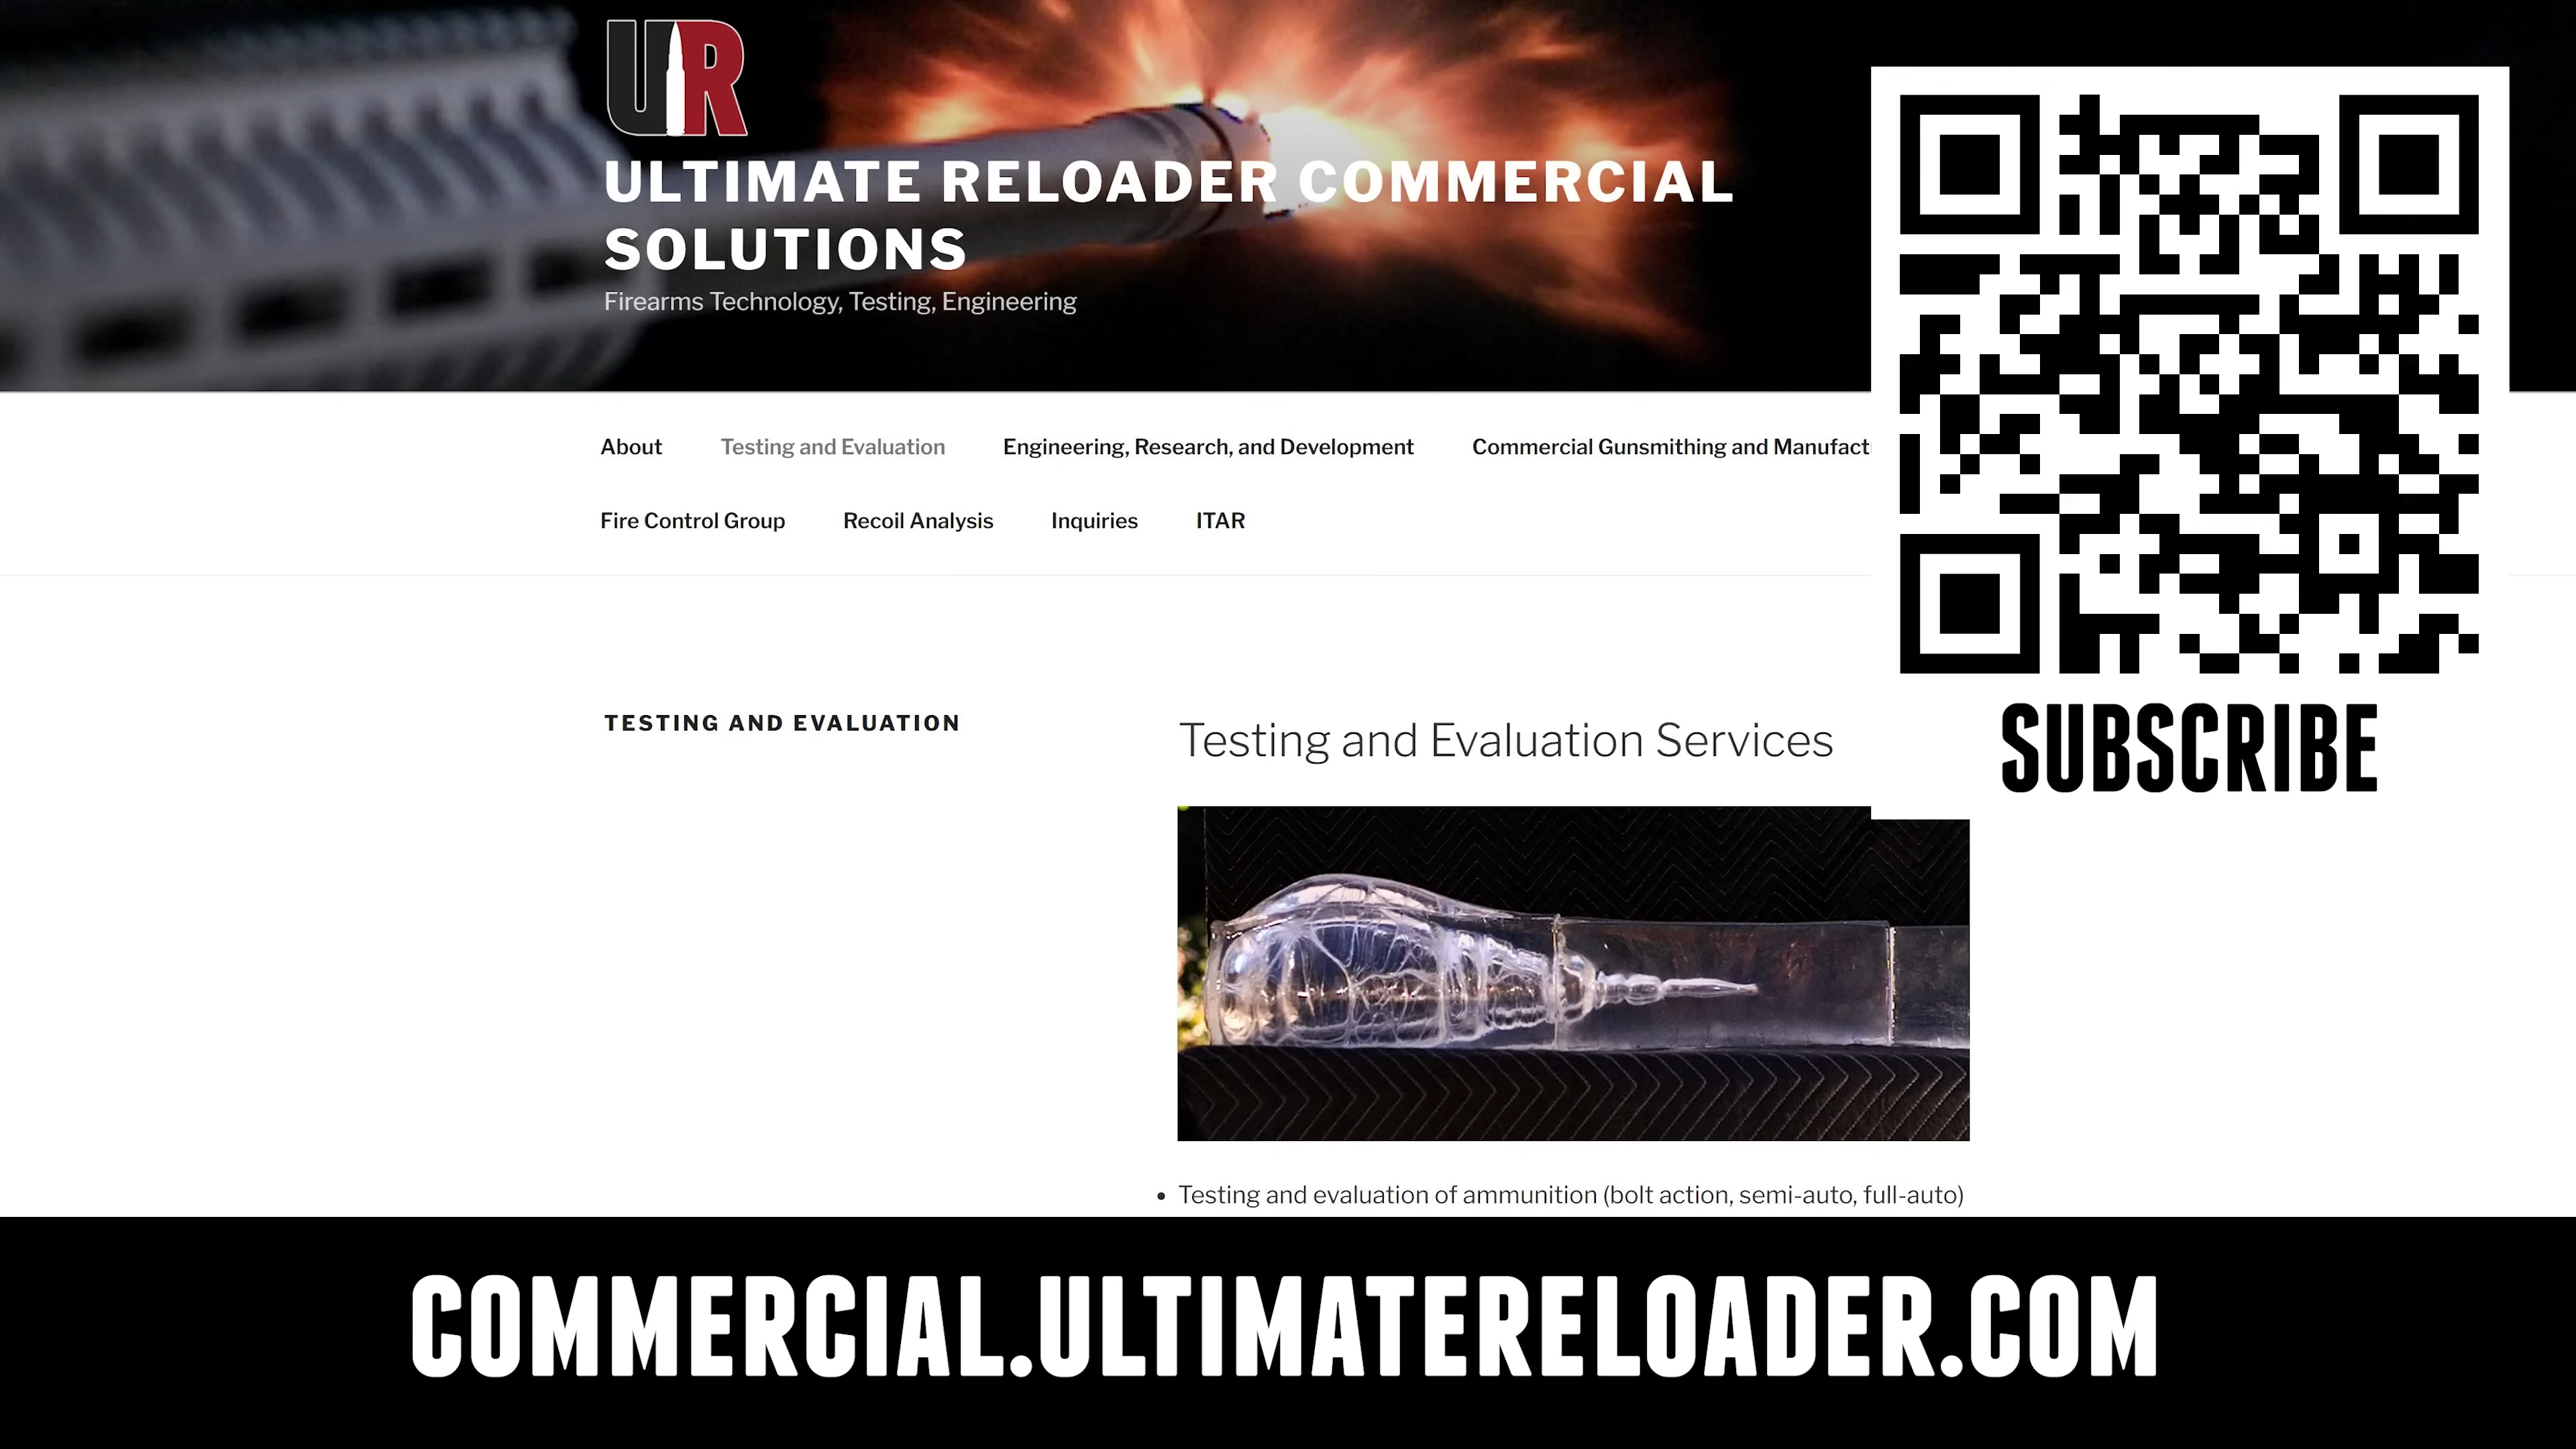 UR
ULTIMATE RELOADER COMMERCIAL
SOLUTIONS
Firearms Technology, Testing, Engineering
About Testing and Evaluation Engineering, Research, and Development Commercial Gunsmithing and
Fire Control Group Recoil Analysis Inquiries ITAR
SUBSCRIBE
TESTING AND EVALUATION
Testing and Evaluation Services
• Testing and evaluation of ammunition (bolt action, semi-auto, full-auto)
COMMERCIAL.ULTIMATERELOADER.COM